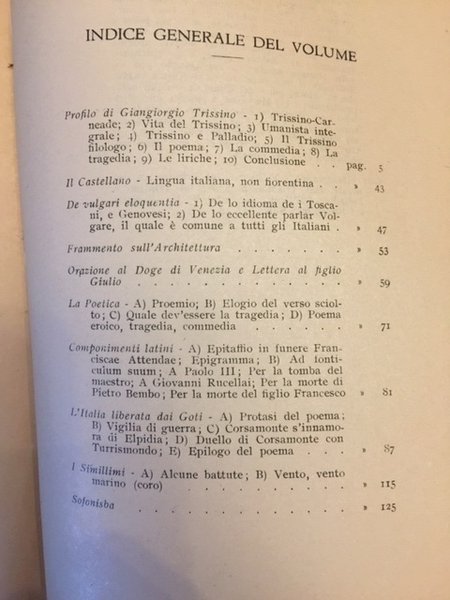 INDICE GENERALE DEL VOLUME
Profilo di Giangiorgio Trissino - 1) Trissino-Car-
neade; 2) Vita del Trissino; 3) Umanista inte-
grale; 4) Trissino e Palladio; 5) Il Trissino
filologo; 6) Il poema; 7) La commedia; 8) La
tragedia; 9) Le liriche; 10) Conclusione . . pag. 5
Il Castellano - Lingua italiana, non fiorentina . » 43
De vulgari eloquentia - 1) De lo idioma de i Tosca-
ni, e Genovesi; 2) De lo eccellente parlar Vol-
gare, il quale è comune a tutti gli Italiani . » 47
Frammento sull'Architettura . . . . . . . » 53
Orazione al Doge di Venezia e Lettera al figlio
Giulio . . . . . . . . . . . . » 59
La Poetica - A) Proemio; B) Elogio del verso sciol-
to; C) Quale dev'essere la tragedia; D) Poema
eroico, tragedia, commedia . . . . . . » 71
Componimenti latini - A) Epitaffio in funere Fran-
ciscae Attendae; Epigramma; B) Ad fonti-
culum suum; A Paolo III; Per la tomba del
maestro; A Giovanni Rucellai; Per la morte di
Pietro Bembo; Per la morte del figlio Francesco » 81
L'Italia liberata dai Goti - A) Protasi del poema;
B) Vigilia di guerra; C) Corsamonte s'innamo-
ra di Elpidia; D) Duello di Corsamonte con
Turrismondo; E) Epilogo del poema . . . » 87
I Simillimi - A) Alcune battute; B) Vento, vento
marino (coro) . . . . . . . . . » 115
Sofonisba . . . . . . . . . . . » 125